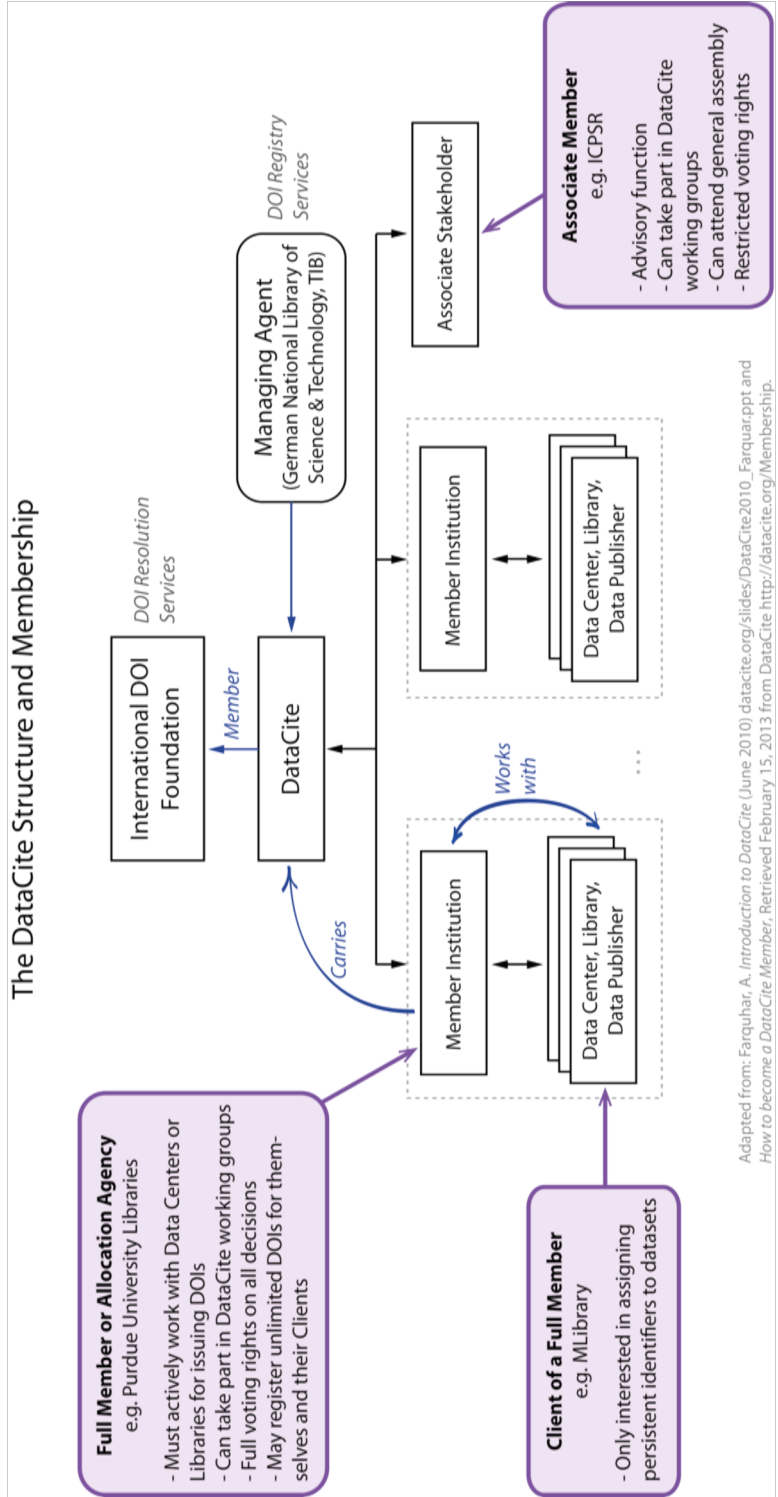 The DataCite Structure and Membership
Full Member or Allocation Agency
e.g. Purdue University Libraries
- Must actively work with Data Centers or
Libraries for issuing DOIs
- Can take part in DataCite working groups
- Full voting rights on all decisions
- May register unlimited DOIs for them-
selves and their Clients
International DOI
Foundation
DOI Resolution
Services
Member
Carries
DataCite
Managing Agent
(German National Library of
Science & Technology, TIB)
DOI Registry
Services
Member Institution
Works
with
Data Center, Library,
Data Publisher
...
Member Institution
Data Center, Library,
Data Publisher
Associate Stakeholder
Client of a Full Member
e.g. MLibrary
- Only interested in assigning
persistent identifiers to datasets
Associate Member
e.g. ICPSR
- Advisory function
- Can take part in DataCite
working groups
- Can attend general assembly
- Restricted voting rights
Adapted from: Farquhar, A. Introduction to DataCite (June 2010) datacite.org/slides/DataCite2010_Farquar.ppt and
How to become a DataCite Member. Retrieved February 15, 2013 from DataCite http://datacite.org/Membership.